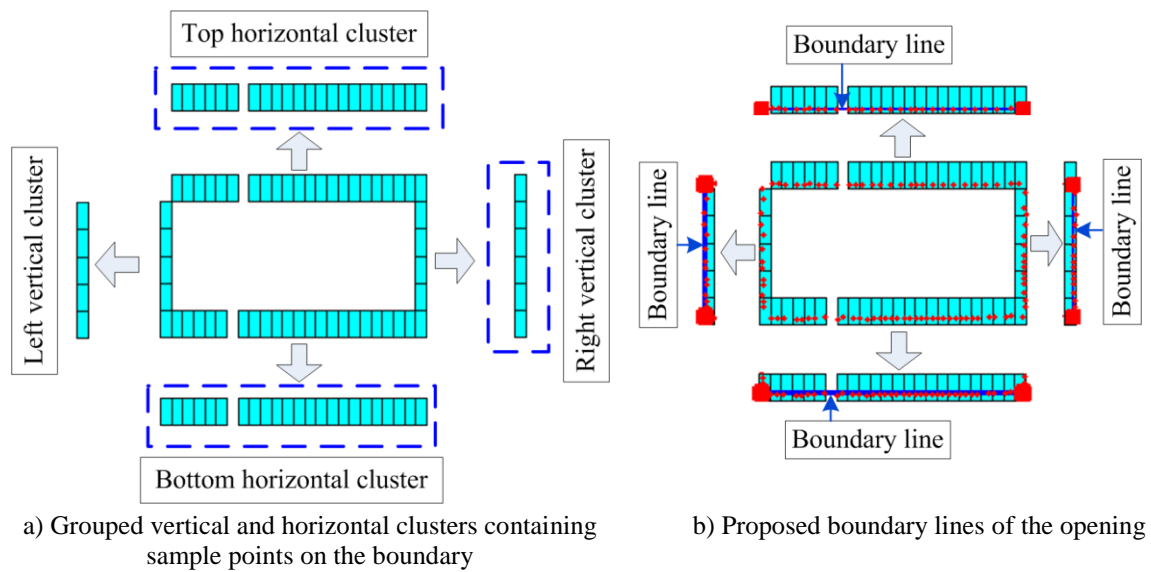 Top horizontal cluster
Left vertical cluster
Right vertical cluster
Bottom horizontal cluster
a) Grouped vertical and horizontal clusters containing
sample points on the boundary
Boundary line
Boundary line
Boundary line
Boundary line
b) Proposed boundary lines of the opening